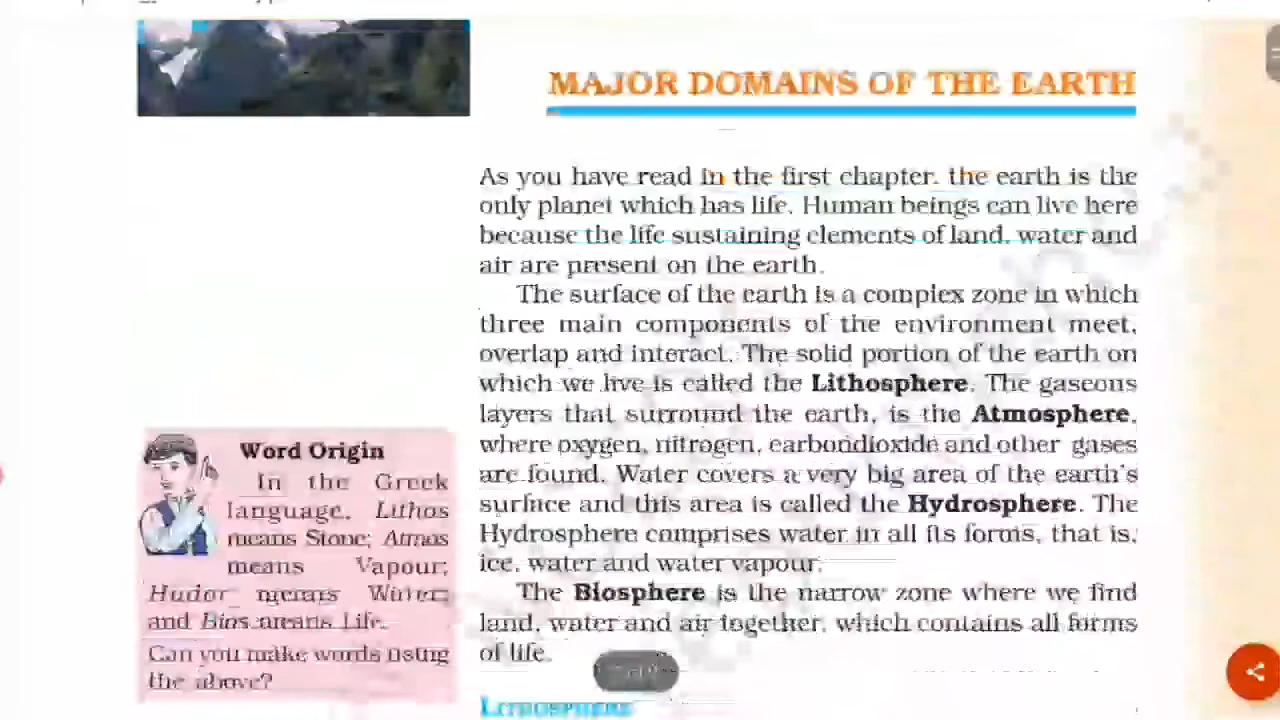 MAJOR DOMAINS OF THE EARTH
As you have read in the first chapter, the earth is the
only planet which has life. Human beings can live here
because the life sustaining elements of land, water and
air are present on the earth.
The surface of the earth is a complex zone in which
three main components of the environment meet,
overlap and interact. The solid portion of the earth on
which we live is called the Lithosphere. The gaseous
layers that surround the earth, is the Atmosphere,
where oxygen, nitrogen, carbondioxide and other gases
are found. Water covers a very big area of the earth's
surface and this area is called the Hydrosphere. The
Hydrosphere comprises water in all its forms, that is,
ice, water and water vapour.
The Biosphere is the narrow zone where we find
land, water and air together, which contains all forms
of life.
Word Origin
In the Greek
language, Lithos
means Stone; Atmos
means Vapour;
Hudor means Water;
and Bios means Life.
Can you make words using
the above?
Lithosphere